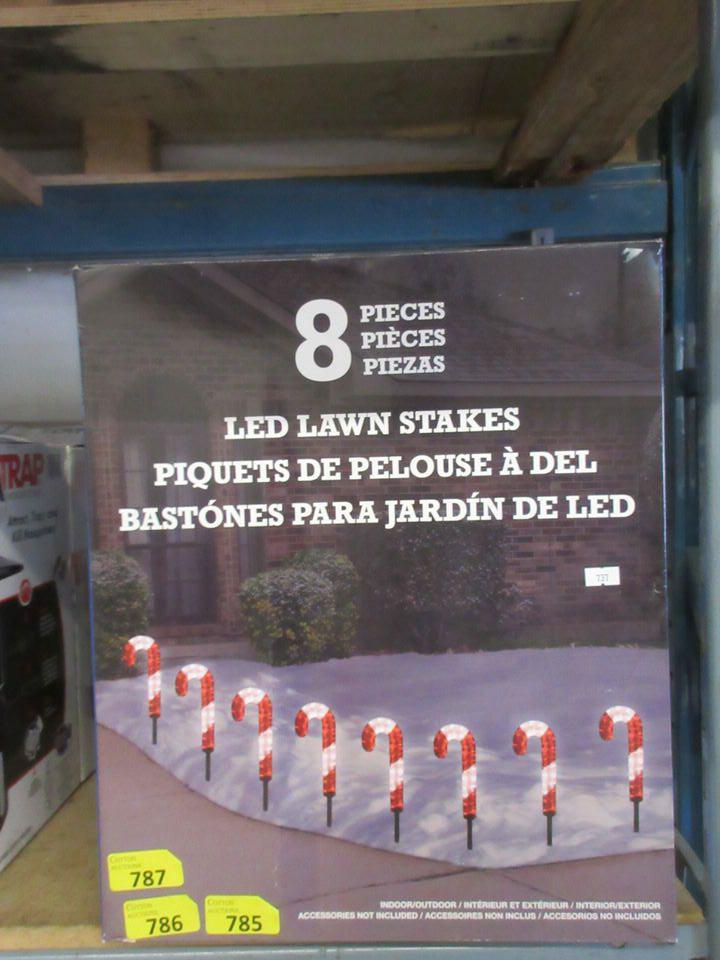 8 PIECES
PIÈCES
PIEZAS
LED LAWN STAKES
PIQUETS DE PELOUSE À DEL
BASTÓNES PARA JARDÍN DE LED
737
TRAP
787
786
785
INDOOR/OUTDOOR / INTÉRIEUR ET EXTÉRIEUR / INTERIOR/EXTERIOR
ACCESSORIES NOT INCLUDED / ACCESSOIRES NON INCLUS / ACCESORIOS NO INCLUIDOS